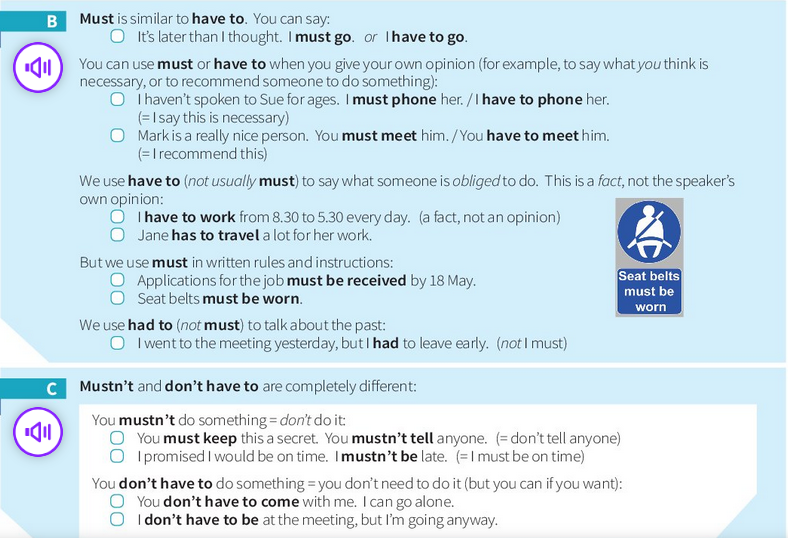 B
Must is similar to have to. You can say:
It's later than I thought. I must go. or I have to go.
You can use must or have to when you give your own opinion (for example, to say what you think is
necessary, or to recommend someone to do something):
I haven't spoken to Sue for ages. I must phone her. / I have to phone her.
(= I say this is necessary)
Mark is a really nice person. You must meet him. / You have to meet him.
(= I recommend this)
We use have to (not usually must) to say what someone is obliged to do. This is a fact, not the speaker's
own opinion:
I have to work from 8.30 to 5.30 every day. (a fact, not an opinion)
Jane has to travel a lot for her work.
But we use must in written rules and instructions:
Applications for the job must be received by 18 May.
Seat belts must be worn.
Seat belts
must be
worn
We use had to (not must) to talk about the past:
I went to the meeting yesterday, but I had to leave early. (not I must)
C
Mustn't and don't have to are completely different:
You mustn't do something = don't do it:
You must keep this a secret. You mustn't tell anyone. (= don't tell anyone)
I promised I would be on time. I mustn't be late. (= I must be on time)
You don't have to do something = you don't need to do it (but you can if you want):
You don't have to come with me. I can go alone.
I don't have to be at the meeting, but I'm going anyway.